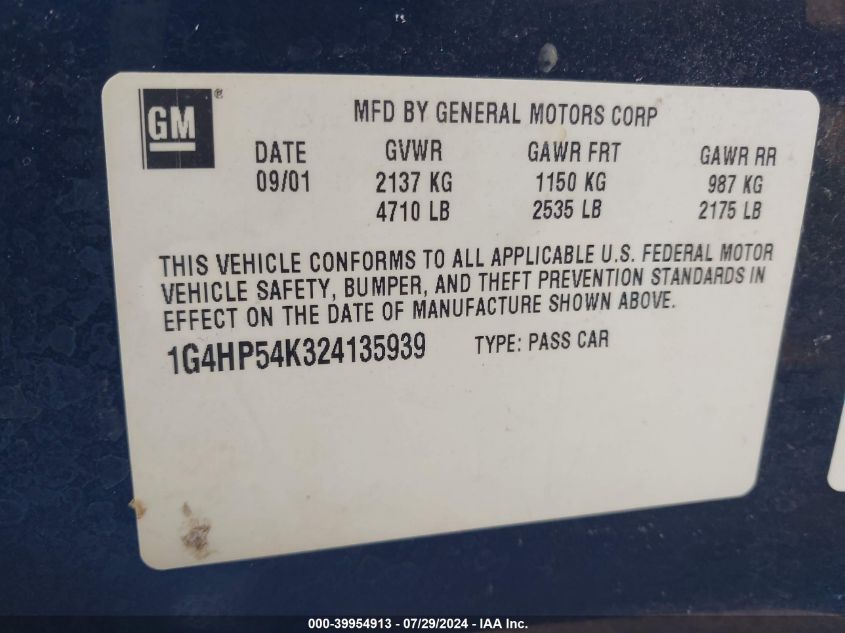 GM®
MFD BY GENERAL MOTORS CORP
DATE GVWR GAWR FRT GAWR RR
09/01 2137 KG 1150 KG 987 KG
4710 LB 2535 LB 2175 LB
THIS VEHICLE CONFORMS TO ALL APPLICABLE U.S. FEDERAL MOTOR
VEHICLE SAFETY, BUMPER, AND THEFT PREVENTION STANDARDS IN
EFFECT ON THE DATE OF MANUFACTURE SHOWN ABOVE.
1G4HP54K324135939 TYPE: PASS CAR
000-39954913 - 07/29/2024 - IAA Inc.